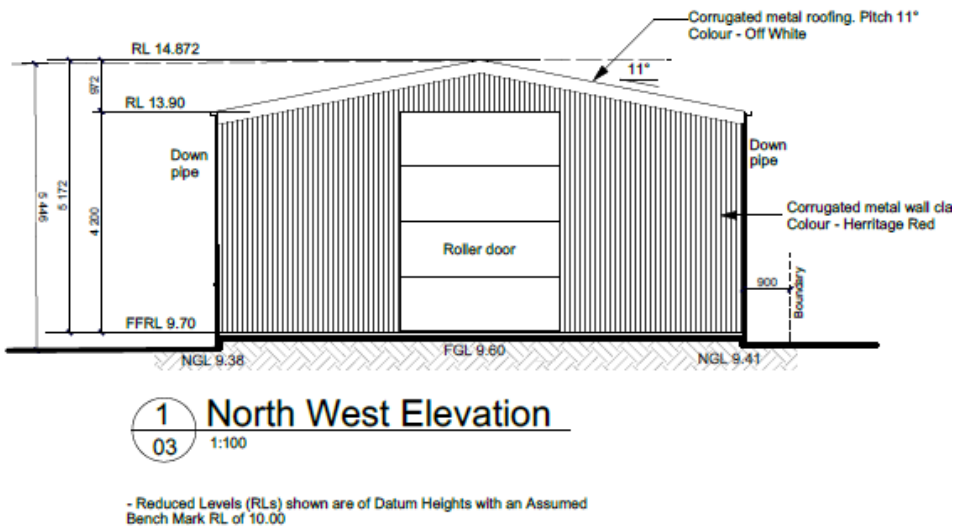 Corrugated metal roofing. Pitch 11°
Colour - Off White
RL 14.872
11°
972
RL 13.90
Down
pipe
Down
pipe
5 446
5 172
4 200
Corrugated metal wall cla
Colour - Herritage Red
Roller door
900
Boundary
FFRL 9.70
NGL 9.38
FGL 9.60
NGL 9.41
1
03
North West Elevation
1:100
- Reduced Levels (RLs) shown are of Datum Heights with an Assumed
Bench Mark RL of 10.00